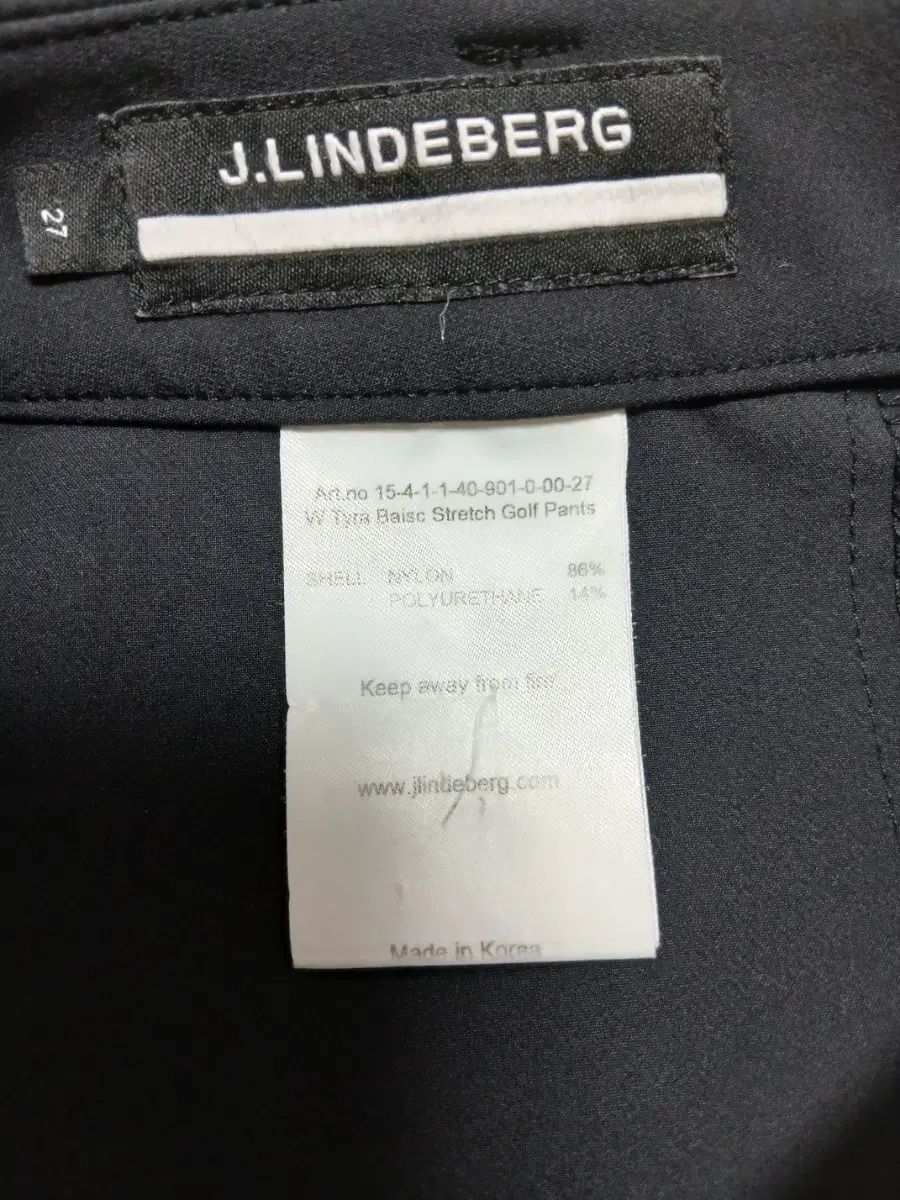 J.LINDEBERG
27
Art.no 15-4-1-1-40-901-0-00-27
W Tyra Baisc Stretch Golf Pants
SHELL NYLON 86%
POLYURETHANE 14%
Keep away from fire
www.jlindeberg.com
Made in Korea